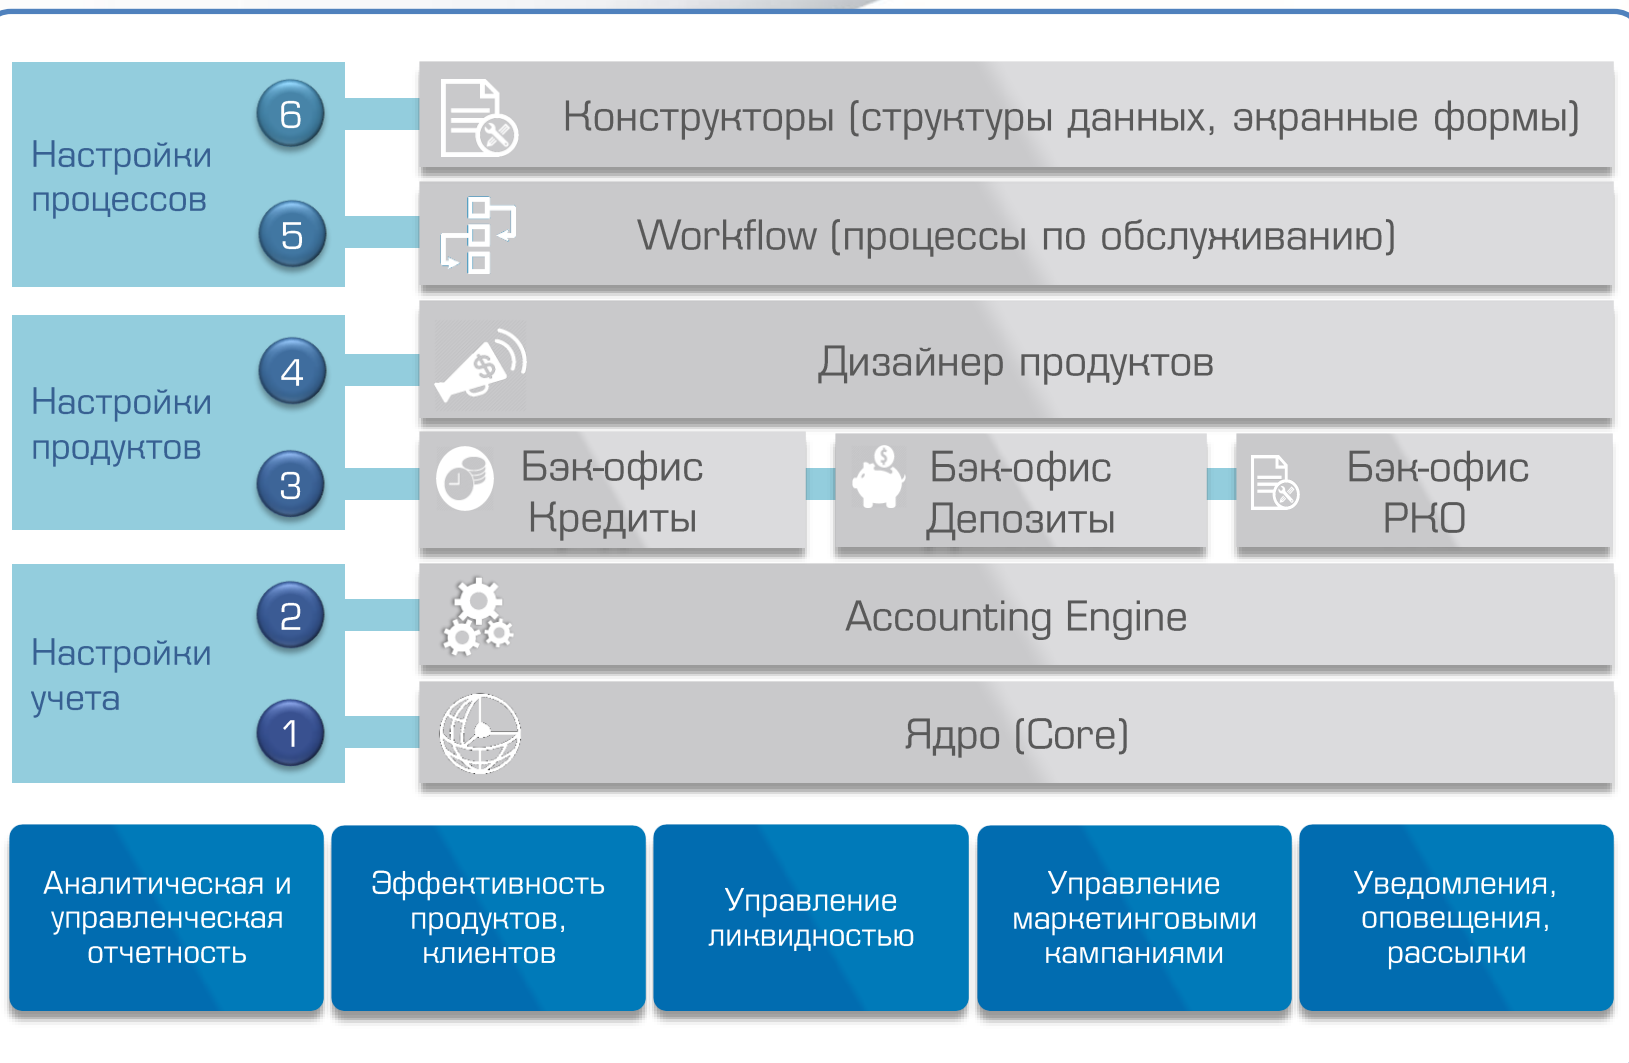 Настройки
процессов
6
Конструкторы (структуры данных, экранные формы)
5
Workflow (процессы по обслуживанию)
Настройки
продуктов
4
Дизайнер продуктов
3
Бэк-офис
Кредиты
Бэк-офис
Депозиты
Бэк-офис
РКО
Настройки
учета
2
Accounting Engine
1
Ядро (Core)
Аналитическая и
управленческая
отчетность
Эффективность
продуктов,
клиентов
Управление
ликвидностью
Управление
маркетинговыми
кампаниями
Уведомления,
оповещения,
рассылки